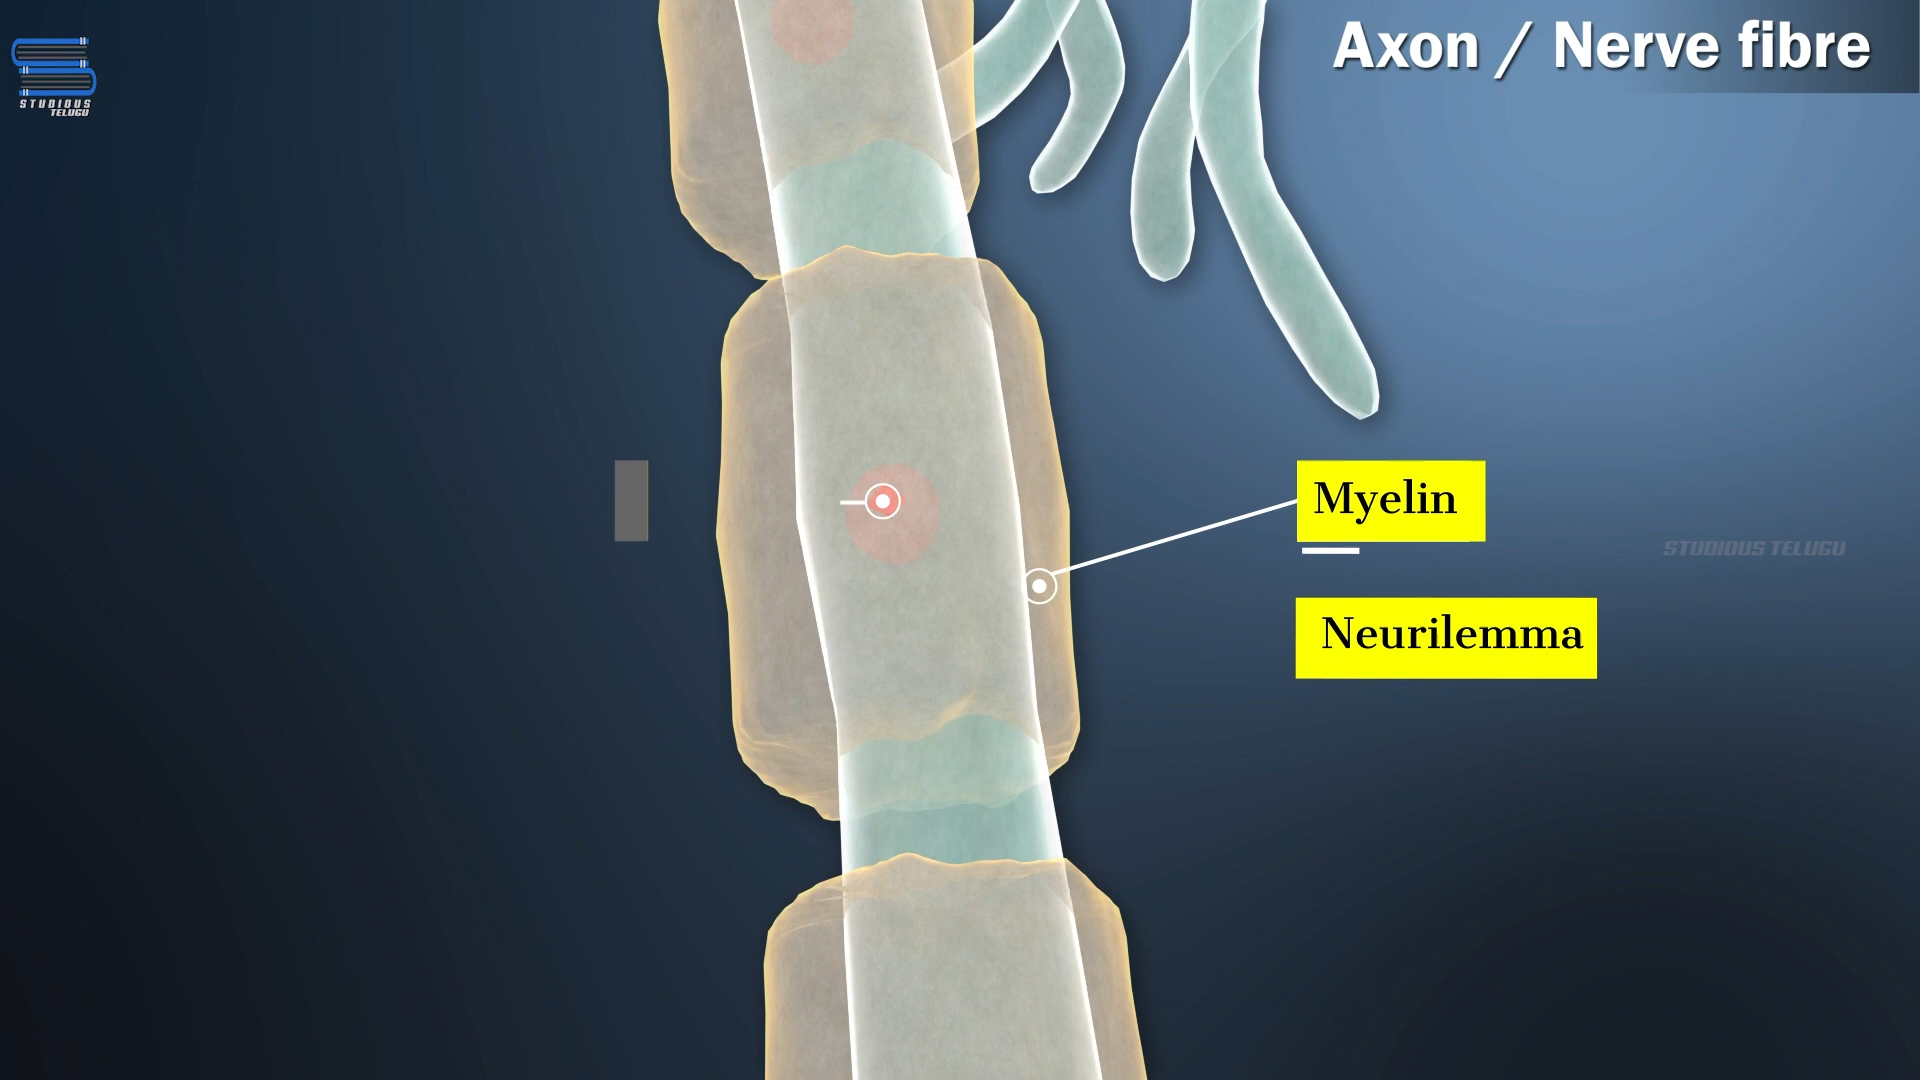 STUDIOUS
TELUGU
Axon / Nerve fibre
Myelin
STUDIOUS TELUGU
Neurilemma